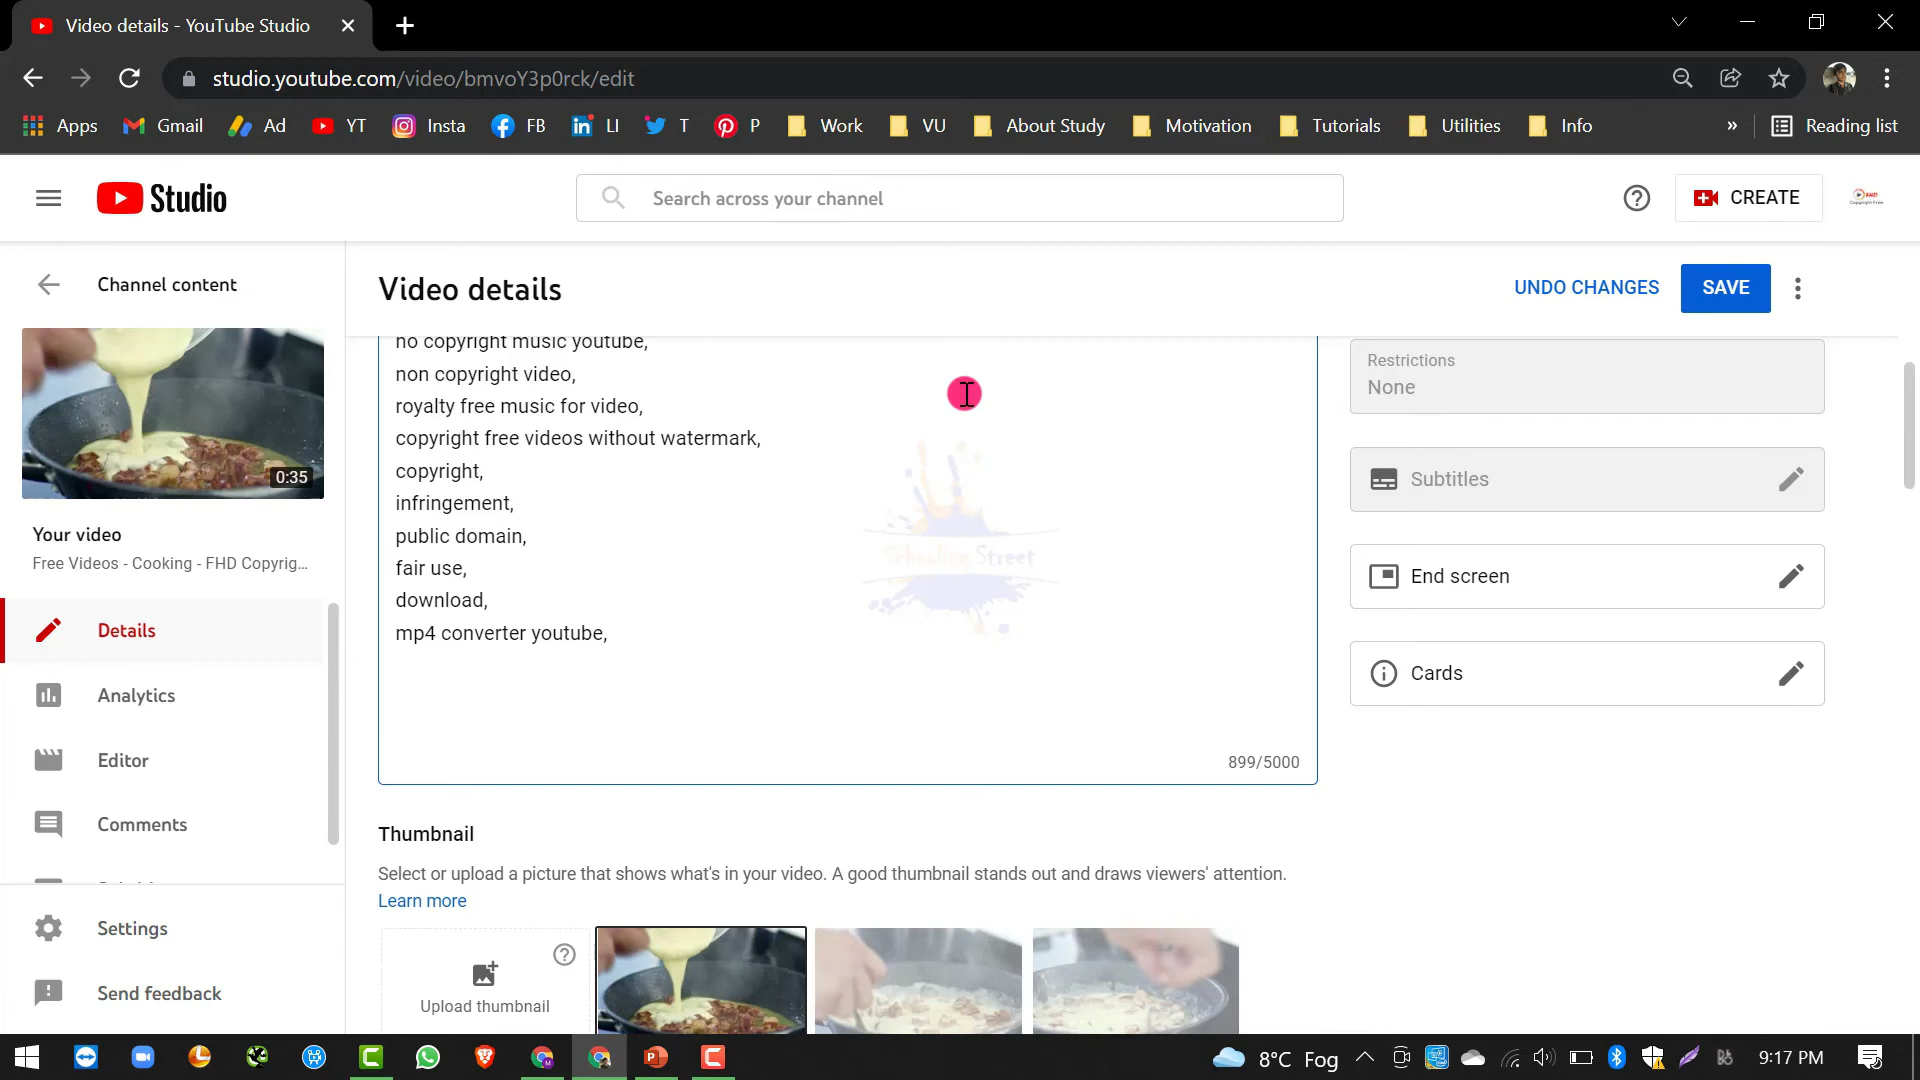 Video details - YouTube Studio
studio.youtube.com/video/bmvoY3p0rck/edit
Apps
Gmail
Ad
YT
Insta
FB
LI
T
P
Work
VU
About Study
Motivation
Tutorials
Utilities
Info
»
Reading list
Studio
Search across your channel
CREATE
Channel content
Video details
UNDO CHANGES
SAVE
0:35
Your video
Free Videos - Cooking - FHD Copyrig...
Details
Analytics
Editor
Comments
Settings
Send feedback
no copyright music youtube,
non copyright video,
royalty free music for video,
copyright free videos without watermark,
copyright,
infringement,
public domain,
fair use,
download,
mp4 converter youtube,
Schooling Street
899/5000
Restrictions
None
Subtitles
End screen
Cards
Thumbnail
Select or upload a picture that shows what's in your video. A good thumbnail stands out and draws viewers' attention.
Learn more
Upload thumbnail
8°C Fog
9:17 PM